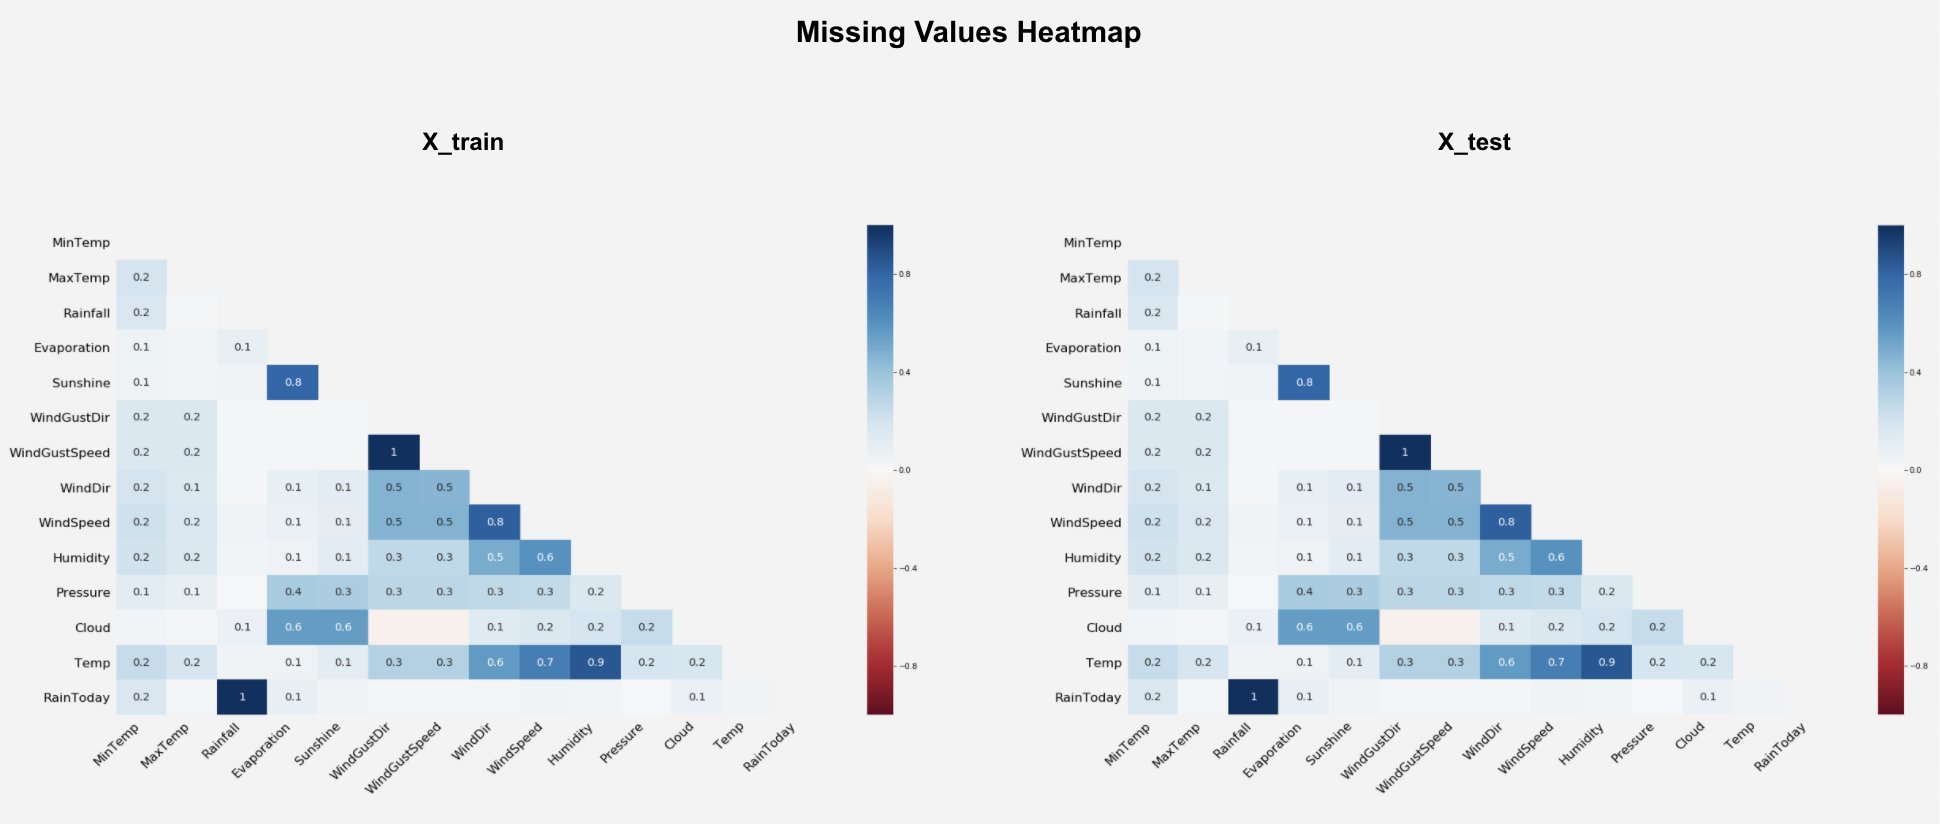 Missing Values Heatmap
X_train
MinTemp
MaxTemp 0.2
Rainfall 0.2
Evaporation 0.1 0.1
Sunshine 0.1 0.8
WindGustDir 0.2 0.2
WindGustSpeed 0.2 0.2 1
WindDir 0.2 0.1 0.1 0.1 0.5 0.5
WindSpeed 0.2 0.2 0.1 0.1 0.5 0.5 0.8
Humidity 0.2 0.2 0.1 0.1 0.3 0.3 0.5 0.6
Pressure 0.1 0.1 0.4 0.3 0.3 0.3 0.3 0.3 0.2
Cloud 0.1 0.6 0.6 0.1 0.2 0.2 0.2
Temp 0.2 0.2 0.1 0.1 0.3 0.3 0.6 0.7 0.9 0.2 0.2
RainToday 0.2 1 0.1 0.1
MinTemp MaxTemp Rainfall Evaporation Sunshine WindGustDir WindGustSpeed WindDir WindSpeed Humidity Pressure Cloud Temp RainToday
0.8
0.4
0.0
−0.4
−0.8
X_test
MinTemp
MaxTemp 0.2
Rainfall 0.2
Evaporation 0.1 0.1
Sunshine 0.1 0.8
WindGustDir 0.2 0.2
WindGustSpeed 0.2 0.2 1
WindDir 0.2 0.1 0.1 0.1 0.5 0.5
WindSpeed 0.2 0.2 0.1 0.1 0.5 0.5 0.8
Humidity 0.2 0.2 0.1 0.1 0.3 0.3 0.5 0.6
Pressure 0.1 0.1 0.4 0.3 0.3 0.3 0.3 0.3 0.2
Cloud 0.1 0.6 0.6 0.1 0.2 0.2 0.2
Temp 0.2 0.2 0.1 0.1 0.3 0.3 0.6 0.7 0.9 0.2 0.2
RainToday 0.2 1 0.1 0.1
MinTemp MaxTemp Rainfall Evaporation Sunshine WindGustDir WindGustSpeed WindDir WindSpeed Humidity Pressure Cloud Temp RainToday
0.8
0.4
0.0
−0.4
−0.8